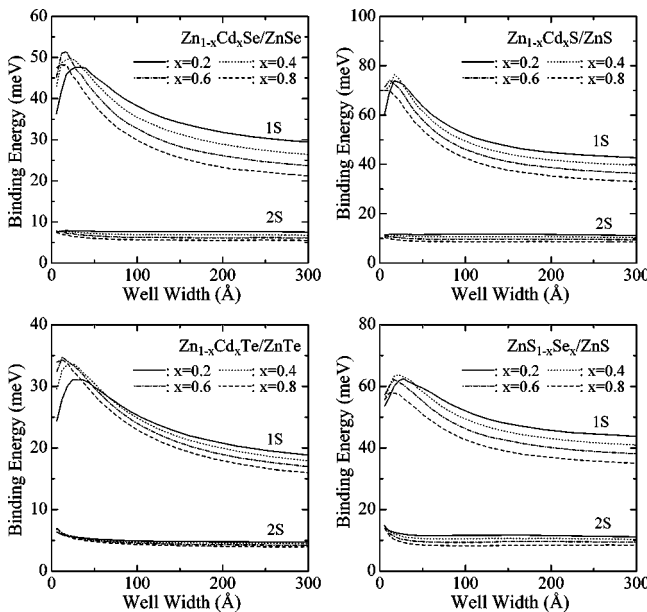 Zn1-xCdxSe/ZnSe
: x=0.2 : x=0.4
: x=0.6 : x=0.8
1S
2S
60
50
40
30
20
10
0
0 100 200 300
Binding Energy (meV)
Well Width (Å)
Zn1-xCdxS/ZnS
: x=0.2 : x=0.4
: x=0.6 : x=0.8
1S
2S
100
80
60
40
20
0
0 100 200 300
Binding Energy (meV)
Well Width (Å)
Zn1-xCdxTe/ZnTe
: x=0.2 : x=0.4
: x=0.6 : x=0.8
1S
2S
40
30
20
10
0
0 100 200 300
Binding Energy (meV)
Well Width (Å)
ZnS1-xSex/ZnS
: x=0.2 : x=0.4
: x=0.6 : x=0.8
1S
2S
80
60
40
20
0
0 100 200 300
Binding Energy (meV)
Well Width (Å)